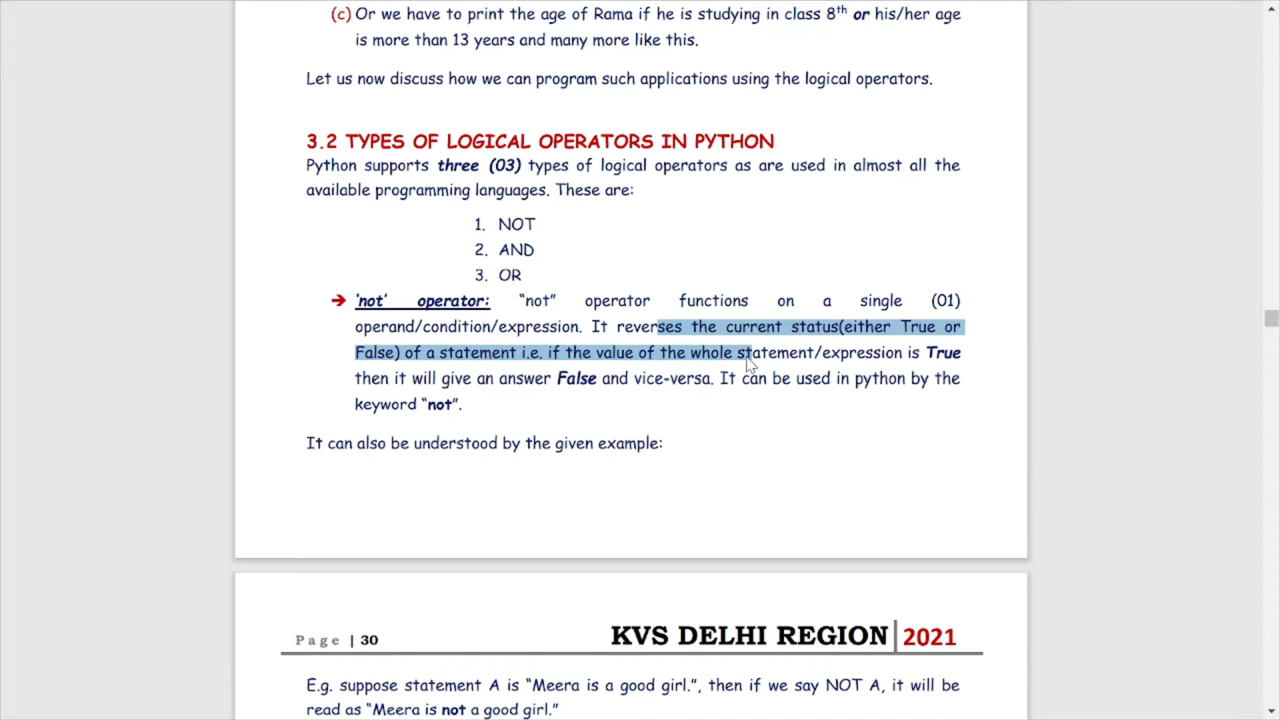 (c) Or we have to print the age of Rama if he is studying in class 8th or his/her age
is more than 13 years and many more like this.
Let us now discuss how we can program such applications using the logical operators.
3.2 TYPES OF LOGICAL OPERATORS IN PYTHON
Python supports three (03) types of logical operators as are used in almost all the
available programming languages. These are:
1. NOT
2. AND
3. OR
➔ 'not' operator: “not” operator functions on a single (01)
operand/condition/expression. It reverses the current status(either True or
False) of a statement i.e. if the value of the whole statement/expression is True
then it will give an answer False and vice-versa. It can be used in python by the
keyword “not”.
It can also be understood by the given example:
Page | 30 KVS DELHI REGION 2021
E.g. suppose statement A is “Meera is a good girl.”, then if we say NOT A, it will be
read as “Meera is not a good girl.”